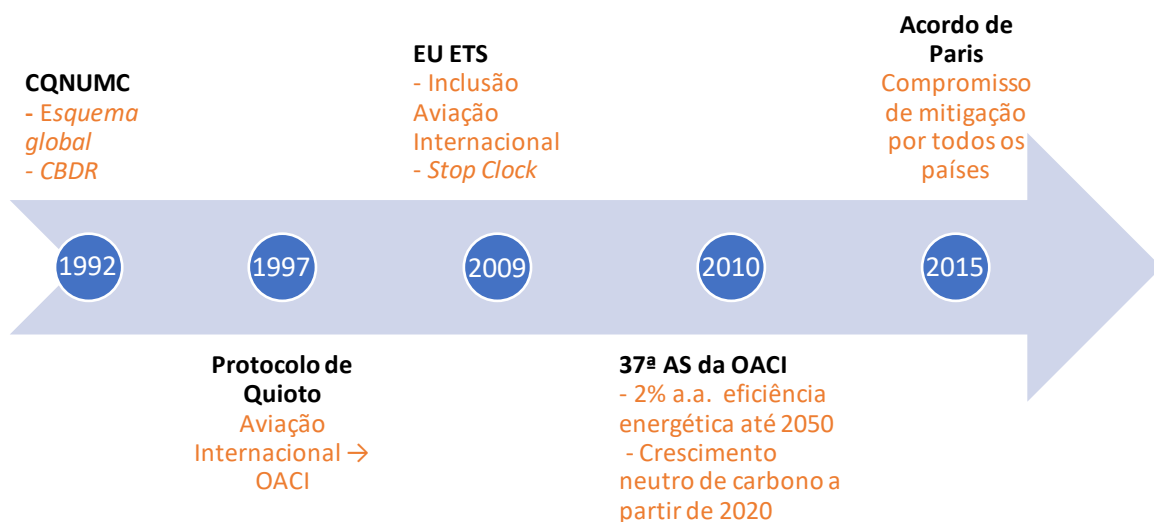 CQNUMC
- Esquema
global
- CBDR
EU ETS
- Inclusão
Aviação
Internacional
- Stop Clock
Acordo de
Paris
Compromisso
de mitigação
por todos os
países
1992
1997
2009
2010
2015
Protocolo de
Quioto
Aviação
Internacional →
OACI
37ª AS da OACI
- 2% a.a. eficiência
energética até 2050
- Crescimento
neutro de carbono a
partir de 2020